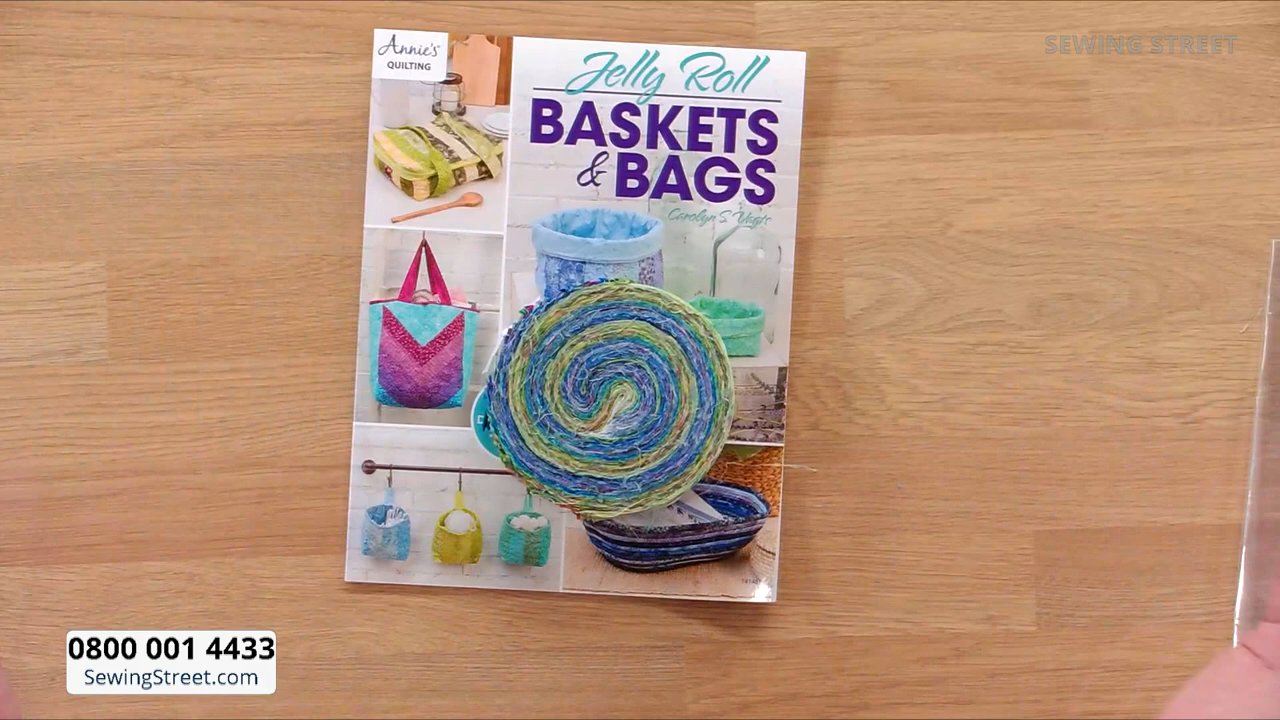 SEWING STREET
Annie's
QUILTING
Jelly Roll
BASKETS
& BAGS
Carolyn S. Vagts
0800 001 4433
SewingStreet.com